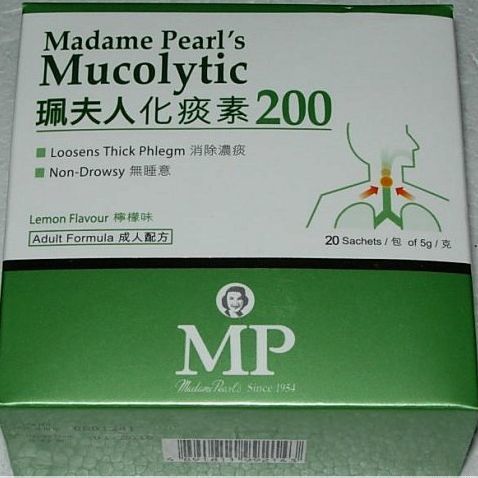 Madame Pearl's
Mucolytic
珮夫人化痰素200
Loosens Thick Phlegm 消除濃痰
Non-Drowsy 無睡意
Lemon Flavour 檸檬味
Adult Formula 成人配方
20 Sachets / 包 of 5g / 克
MP
Madame Pearl's Since 1954